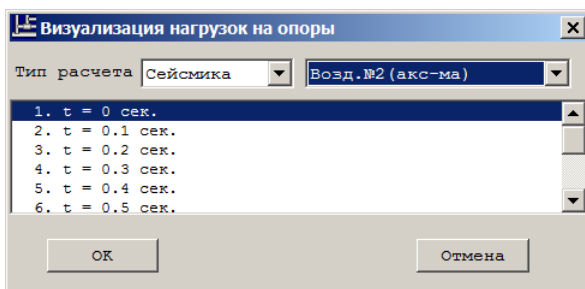 Визуализация нагрузок на опоры
Тип расчета Сейсмика Возд.№2(акс-ма)
1. t = 0 сек.
2. t = 0.1 сек.
3. t = 0.2 сек.
4. t = 0.3 сек.
5. t = 0.4 сек.
6. t = 0.5 сек.
OK Отмена